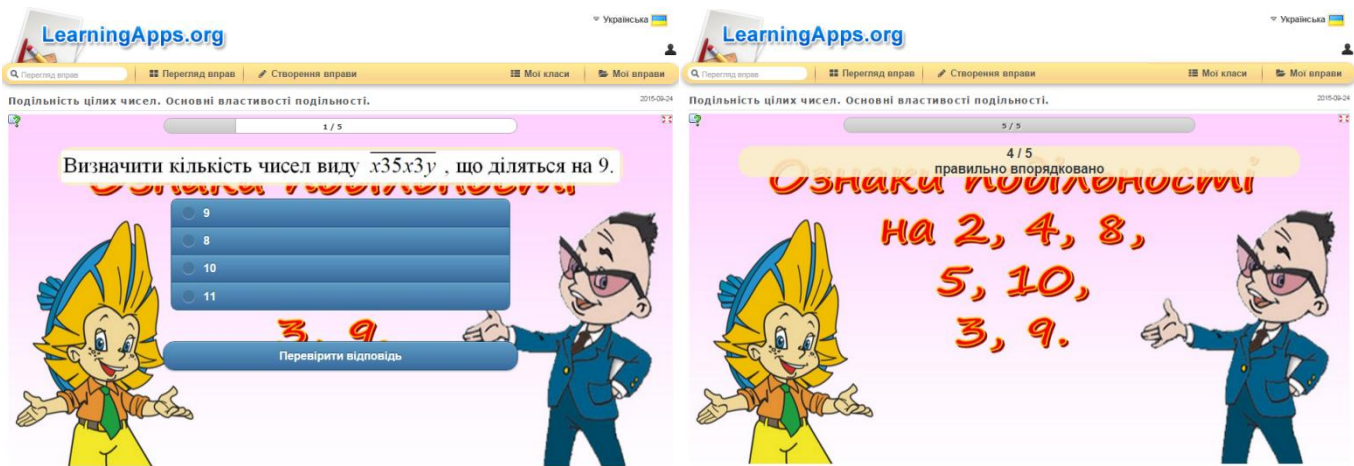 LearningApps.org
Українська
Перегляд вправ
Перегляд вправ
Створення вправи
Мої класи
Мої вправи
Подільність цілих чисел. Основні властивості подільності.
2015-09-24
1 / 5
Визначити кількість чисел виду x35x3y , що діляться на 9.
9
8
10
11
3, 9.
Перевірити відповідь
LearningApps.org
Українська
Перегляд вправ
Перегляд вправ
Створення вправи
Мої класи
Мої вправи
Подільність цілих чисел. Основні властивості подільності.
2015-09-24
5 / 5
4 / 5
правильно впорядковано
Ознаки подільності
на 2, 4, 8,
5, 10,
3, 9.